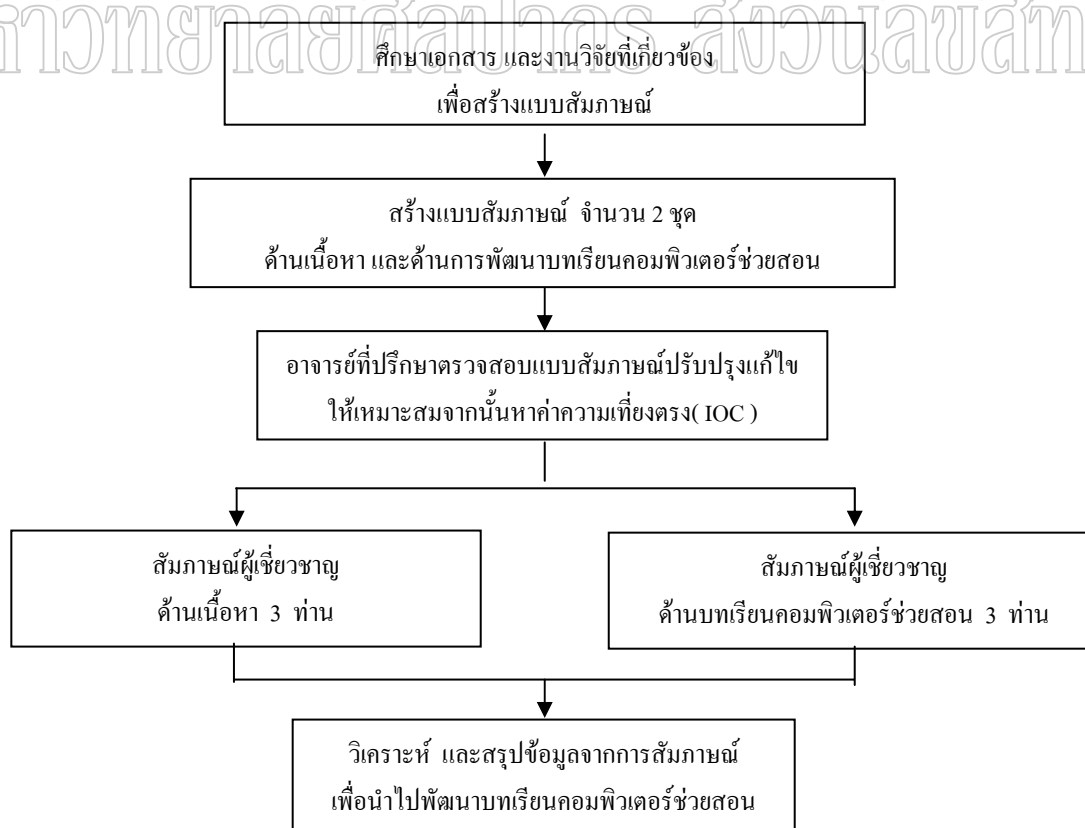 ศึกษาเอกสาร และงานวิจัยที่เกี่ยวข้อง
เพื่อสร้างแบบสัมภาษณ์
สร้างแบบสัมภาษณ์ จำนวน 2 ชุด
ด้านเนื้อหา และด้านการพัฒนาบทเรียนคอมพิวเตอร์ช่วยสอน
อาจารย์ที่ปรึกษาตรวจสอบแบบสัมภาษณ์ปรับปรุงแก้ไข
ให้เหมาะสมจากนั้นหาค่าความเที่ยงตรง( IOC )
สัมภาษณ์ผู้เชี่ยวชาญ
ด้านเนื้อหา 3 ท่าน
สัมภาษณ์ผู้เชี่ยวชาญ
ด้านบทเรียนคอมพิวเตอร์ช่วยสอน 3 ท่าน
วิเคราะห์ และสรุปข้อมูลจากการสัมภาษณ์
เพื่อนำไปพัฒนาบทเรียนคอมพิวเตอร์ช่วยสอน